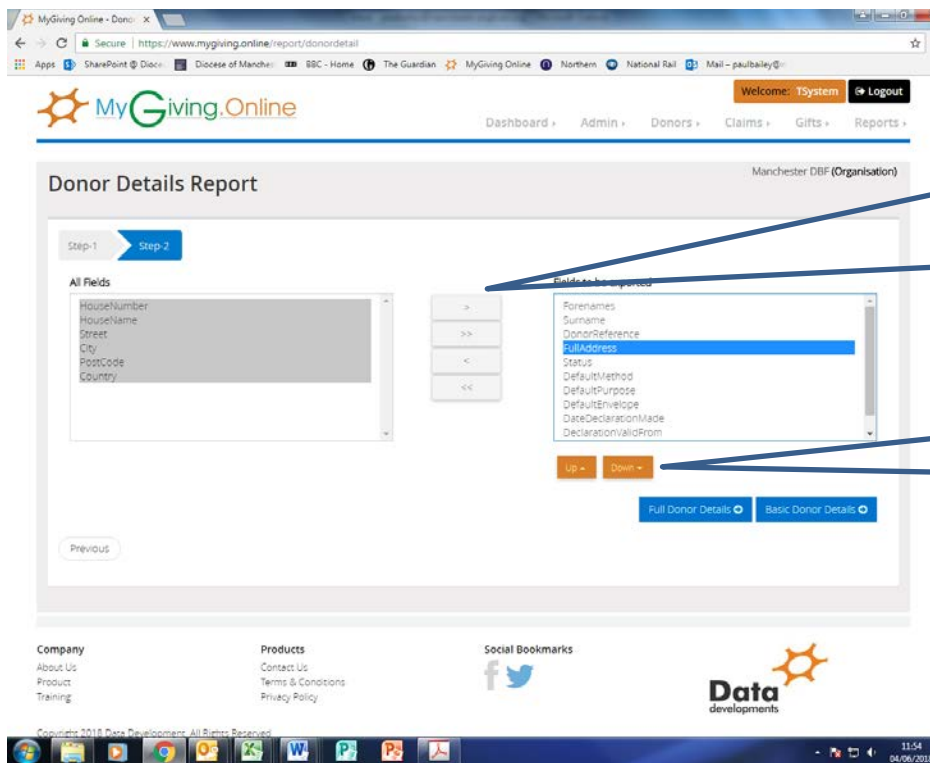 MyGiving Online - Dono
Secure | https://www.mygiving.online/report/donordetail
Apps SharePoint @ Dioce Diocese of Manche BBC - Home The Guardian MyGiving Online Northern National Rail Mail – paulbailey@
MyGiving.Online
Welcome: TSystem Logout
Dashboard Admin Donors Claims Gifts Reports
Donor Details Report
Manchester DBF (Organisation)
Step-1 Step-2
All Fields
HouseNumber
HouseName
Street
City
PostCode
Country
>
>>
<
<<
Fields to be exported
Forenames
Surname
DonorReference
FullAddress
Status
DefaultMethod
DefaultPurpose
DefaultEnvelope
DateDeclarationMade
DeclarationValidFrom
Up Down
Full Donor Details Basic Donor Details
Previous
Company
About Us
Product
Training
Products
Contact Us
Terms & Conditions
Privacy Policy
Social Bookmarks
Data
developments
Copyright 2018 Data Development. All Rights Reserved
11:54